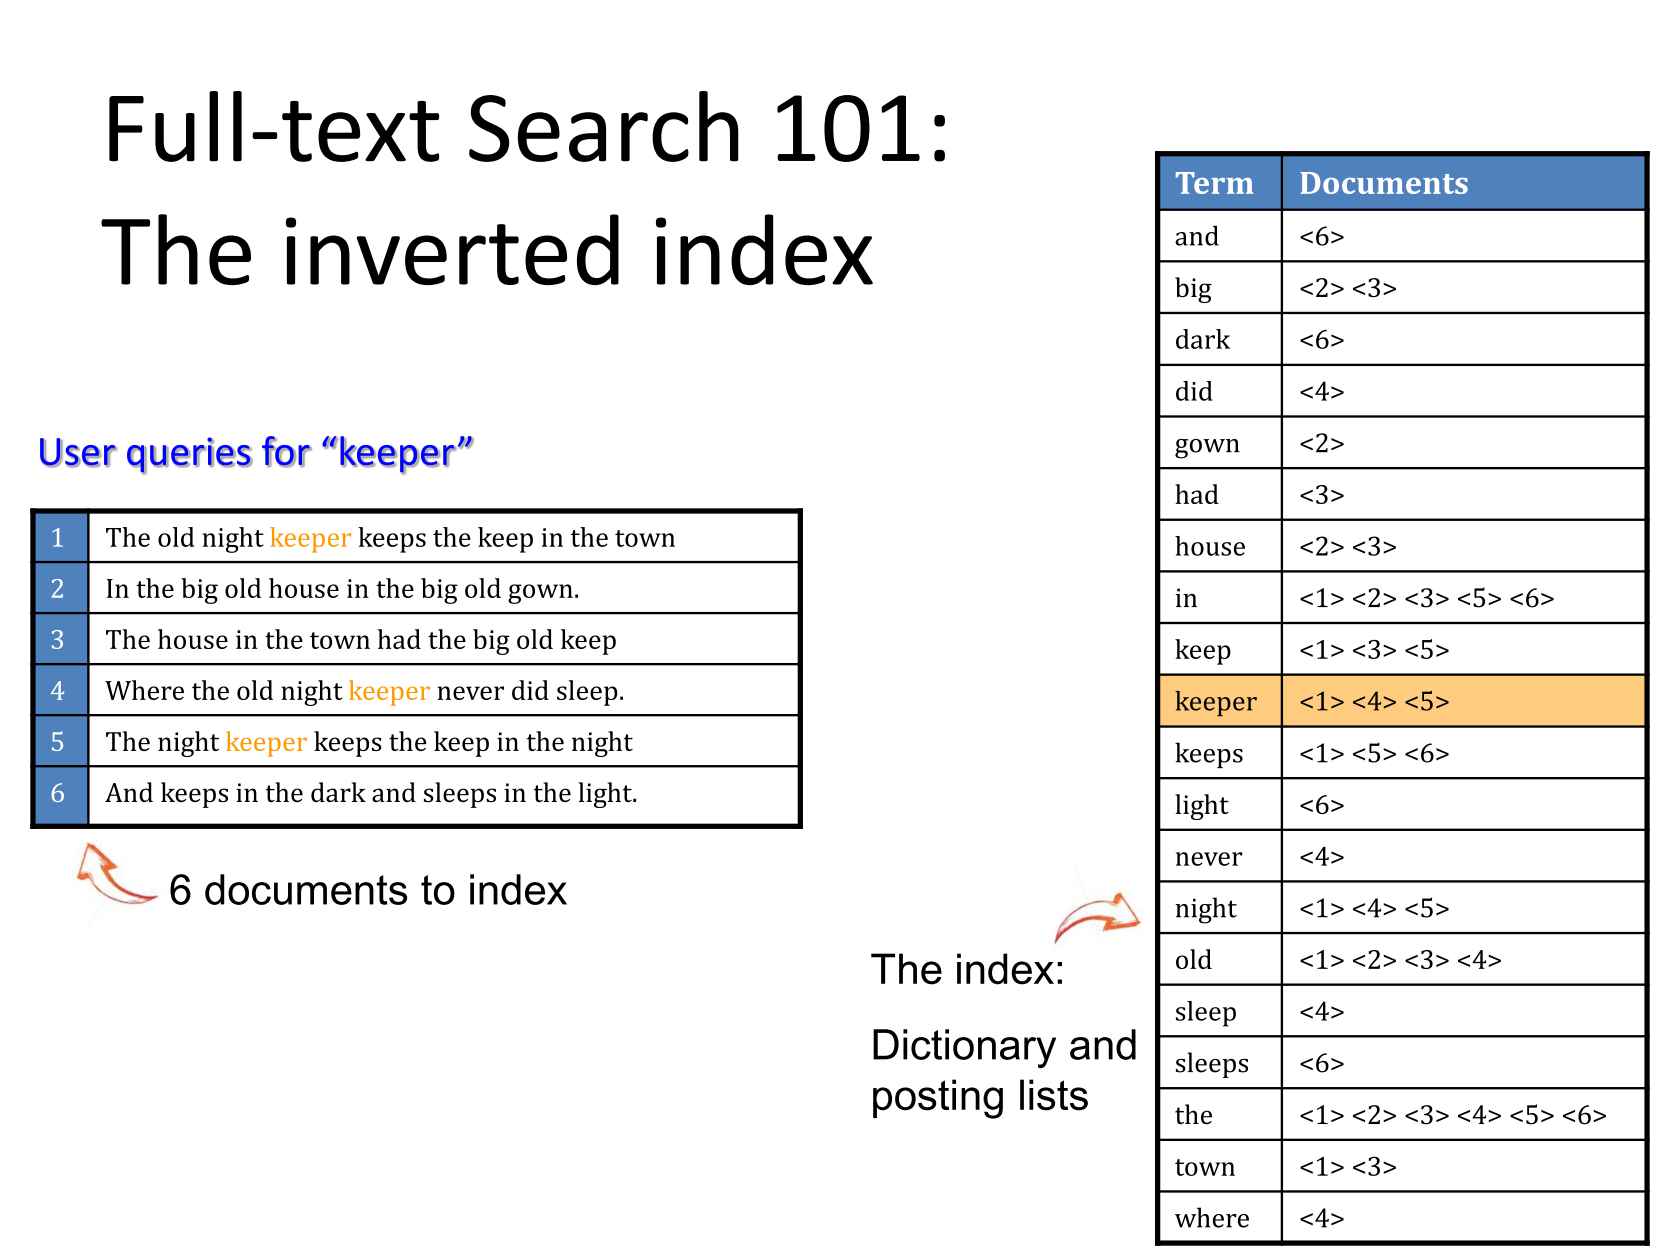 Full-text Search 101:
The inverted index
User queries for “keeper”
1 The old night keeper keeps the keep in the town
2 In the big old house in the big old gown.
3 The house in the town had the big old keep
4 Where the old night keeper never did sleep.
5 The night keeper keeps the keep in the night
6 And keeps in the dark and sleeps in the light.
6 documents to index
The index:
Dictionary and
posting lists
Term Documents
and <6>
big <2> <3>
dark <6>
did <4>
gown <2>
had <3>
house <2> <3>
in <1> <2> <3> <5> <6>
keep <1> <3> <5>
keeper <1> <4> <5>
keeps <1> <5> <6>
light <6>
never <4>
night <1> <4> <5>
old <1> <2> <3> <4>
sleep <4>
sleeps <6>
the <1> <2> <3> <4> <5> <6>
town <1> <3>
where <4>